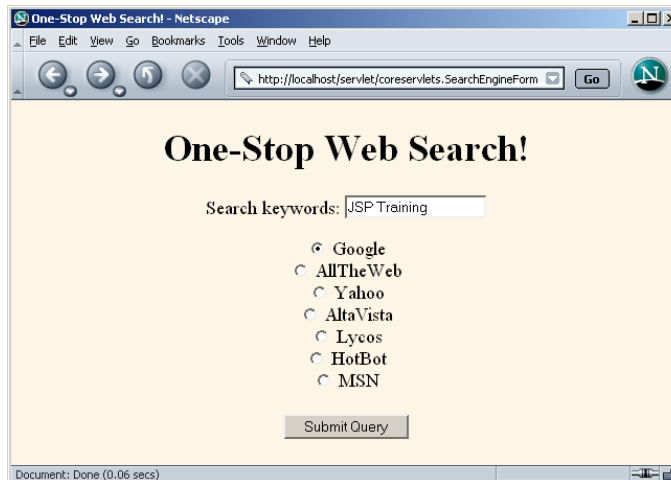 One-Stop Web Search! - Netscape
File Edit View Go Bookmarks Tools Window Help
http://localhost/servlet/coreservlets.SearchEngineForm Go N
One-Stop Web Search!
Search keywords: JSP Training
Google
AllTheWeb
Yahoo
AltaVista
Lycos
HotBot
MSN
Submit Query
Document: Done (0.06 secs)